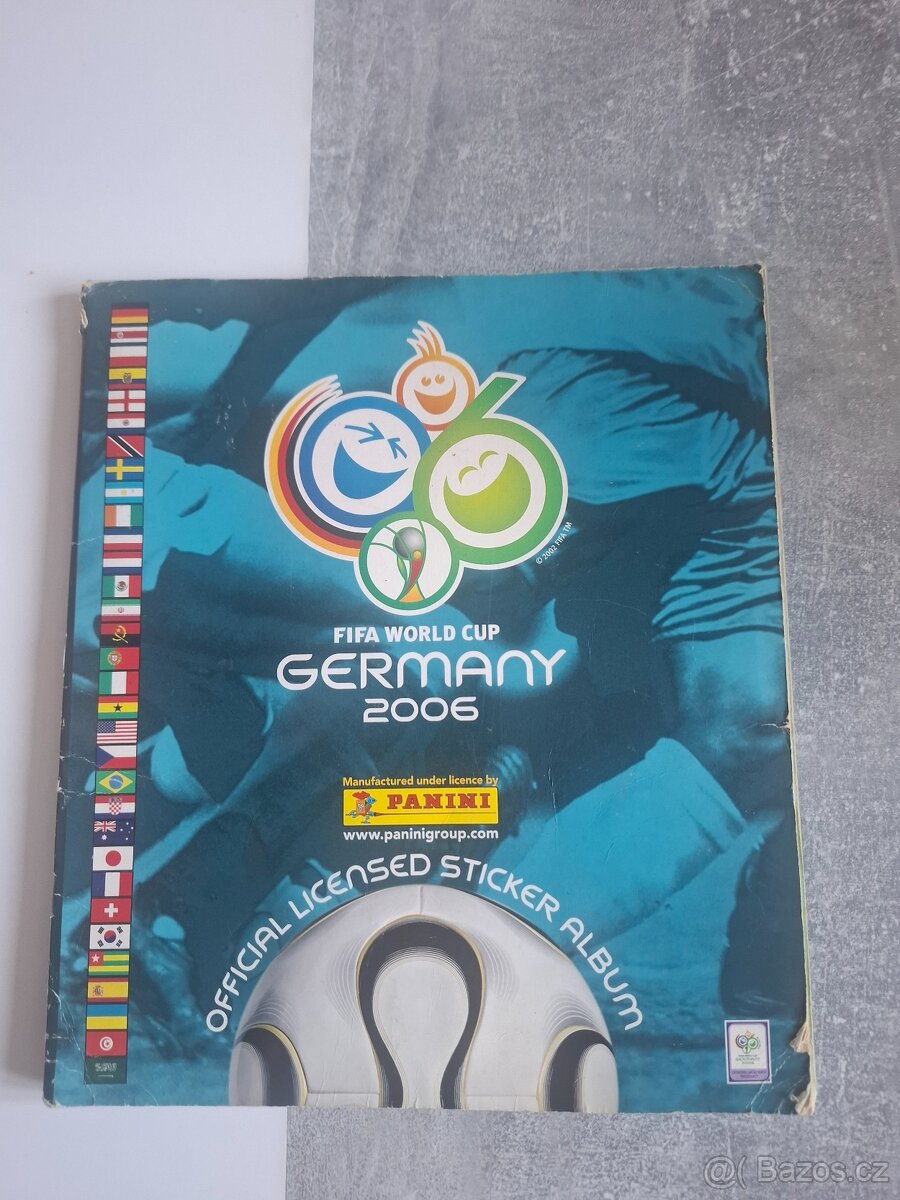 © 2002 FIFA TM
FIFA WORLD CUP
GERMANY
2006
Manufactured under licence by
PANINI
www.paninigroup.com
OFFICIAL LICENSED STICKER ALBUM
@ Bazos.cz